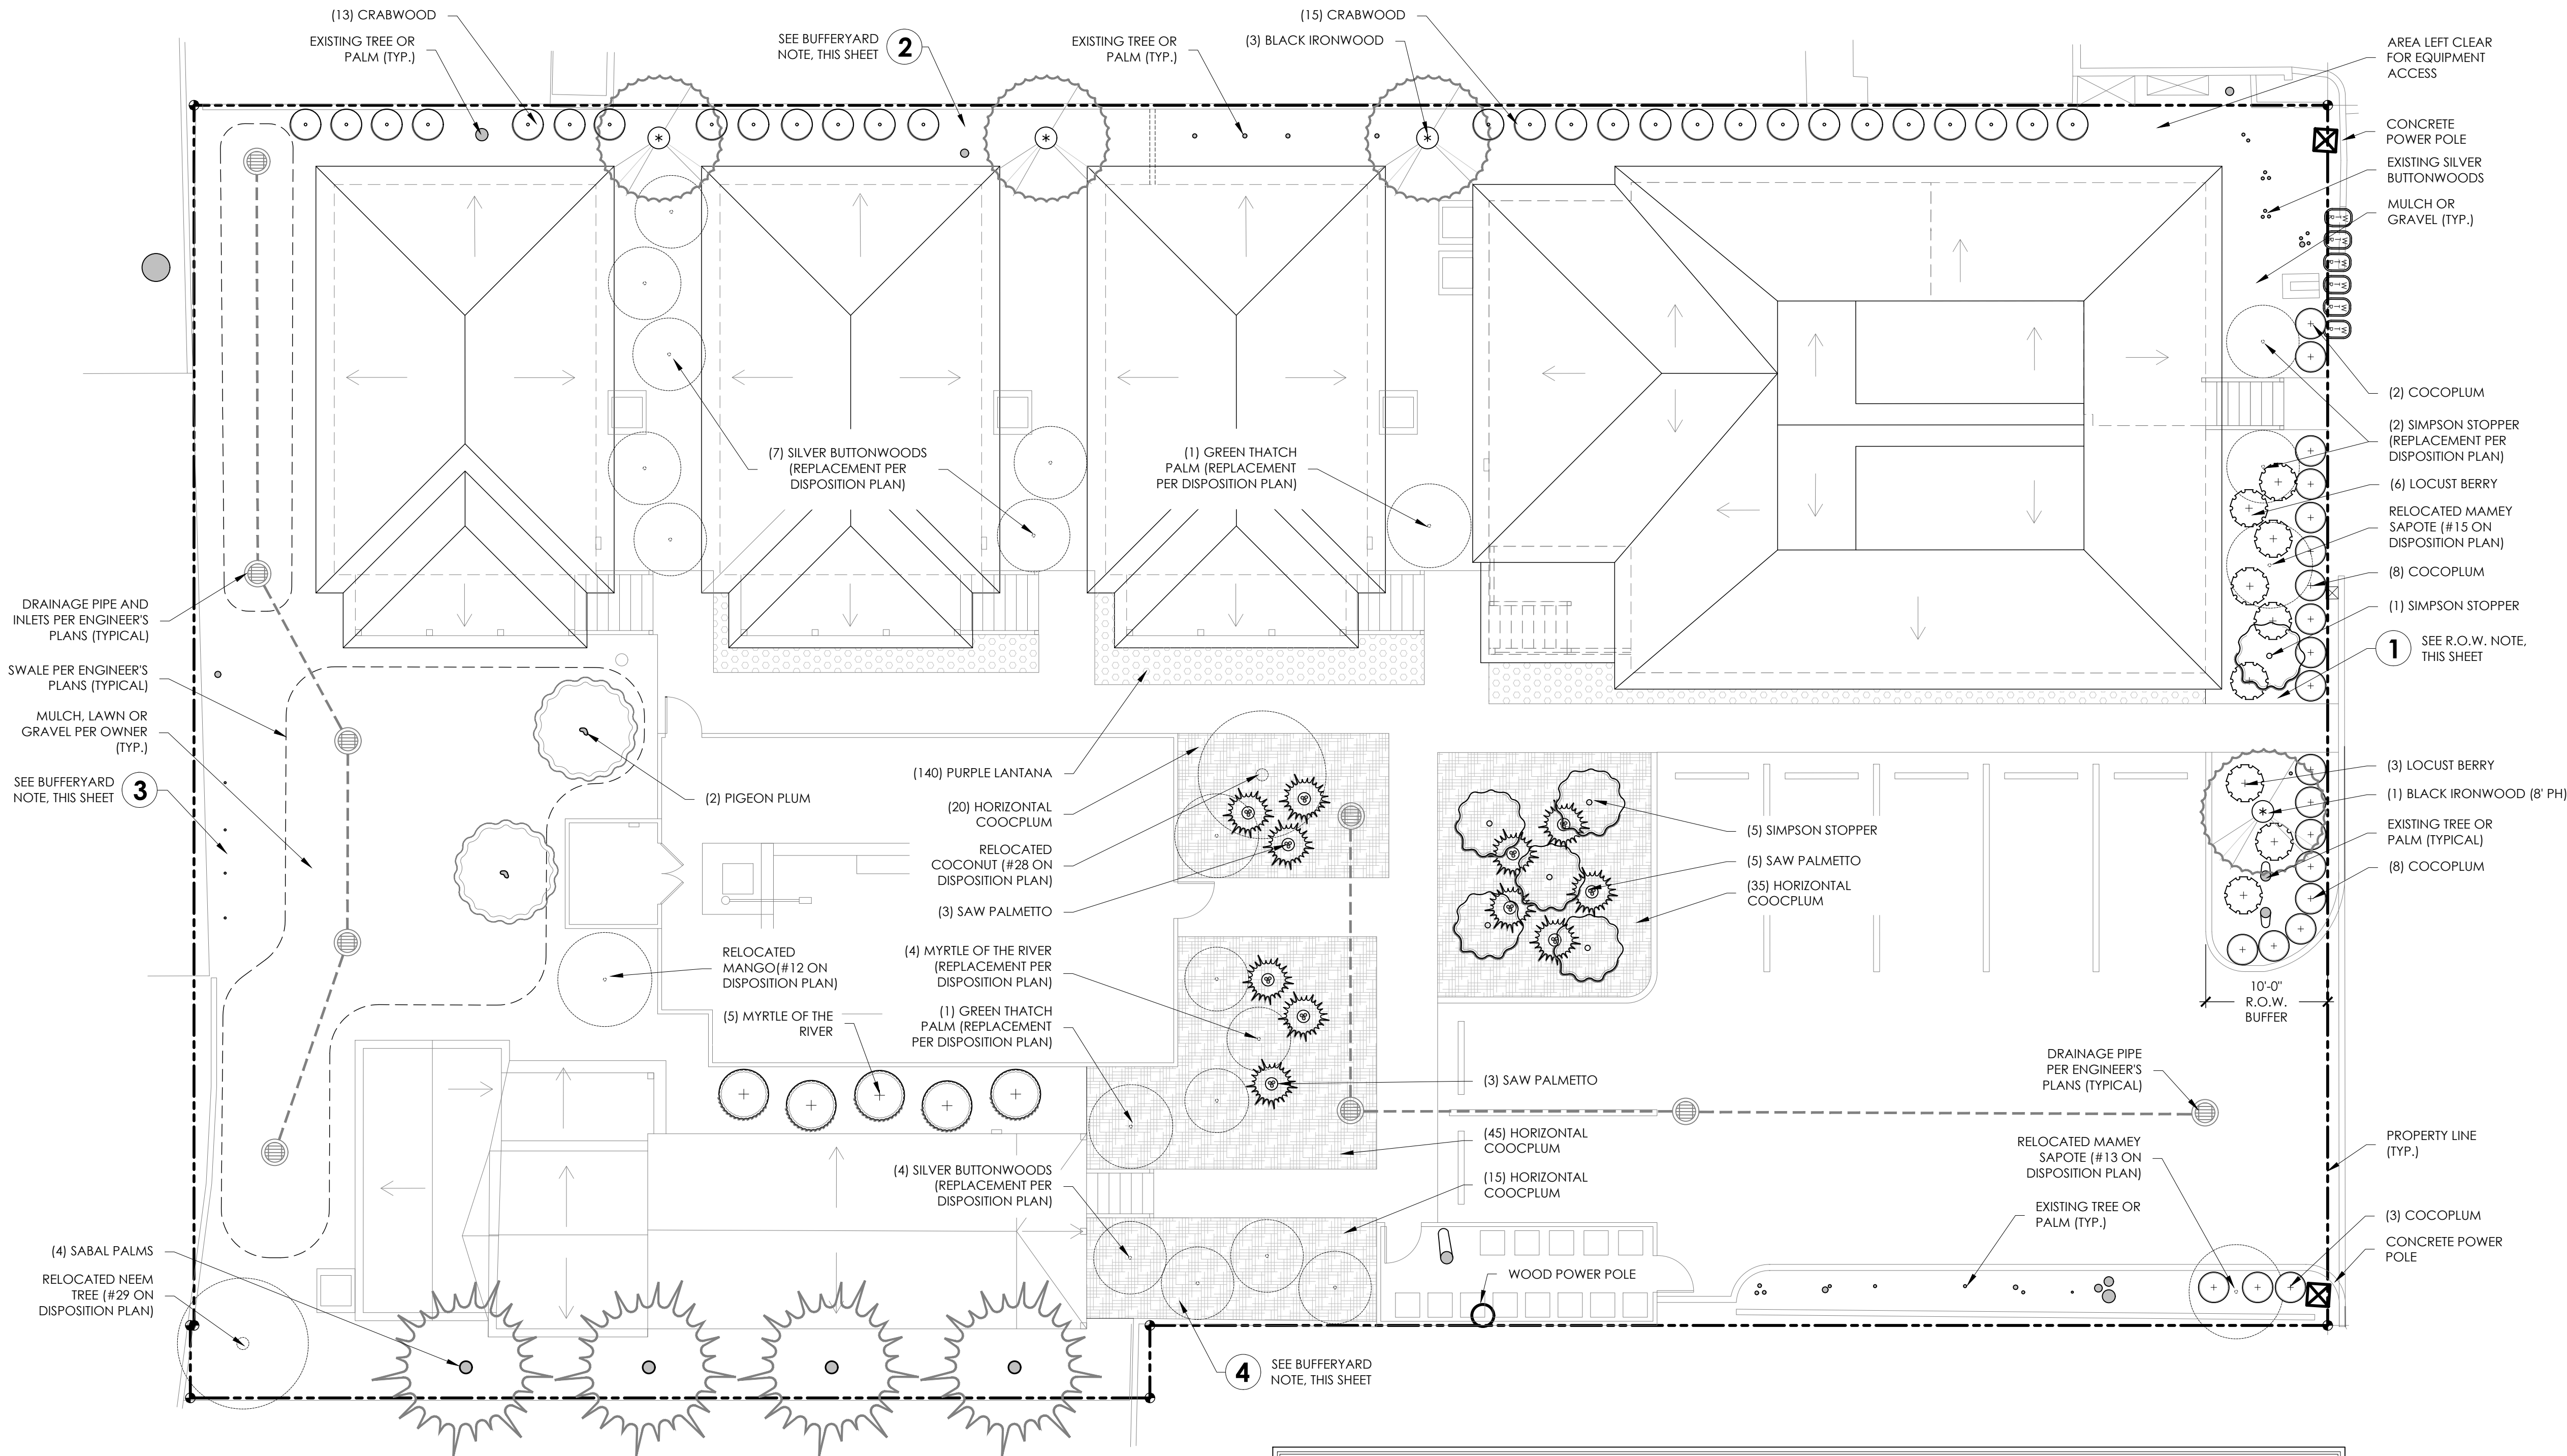 (13) CRABWOOD
EXISTING TREE OR
PALM (TYP.)
SEE BUFFERYARD
NOTE, THIS SHEET
2
EXISTING TREE OR
PALM (TYP.)
(15) CRABWOOD
(3) BLACK IRONWOOD
AREA LEFT CLEAR
FOR EQUIPMENT
ACCESS
CONCRETE
POWER POLE
EXISTING SILVER
BUTTONWOODS
MULCH OR
GRAVEL (TYP.)
(2) COCOPLUM
(2) SIMPSON STOPPER
(REPLACEMENT PER
DISPOSITION PLAN)
(6) LOCUST BERRY
RELOCATED MAMEY
SAPOTE (#15 ON
DISPOSITION PLAN)
(8) COCOPLUM
(1) SIMPSON STOPPER
1
SEE R.O.W. NOTE,
THIS SHEET
(7) SILVER BUTTONWOODS
(REPLACEMENT PER
DISPOSITION PLAN)
(1) GREEN THATCH
PALM (REPLACEMENT
PER DISPOSITION PLAN)
DRAINAGE PIPE AND
INLETS PER ENGINEER'S
PLANS (TYPICAL)
SWALE PER ENGINEER'S
PLANS (TYPICAL)
MULCH, LAWN OR
GRAVEL PER OWNER
(TYP.)
SEE BUFFERYARD
NOTE, THIS SHEET
3
(2) PIGEON PLUM
(140) PURPLE LANTANA
(20) HORIZONTAL
COOCPLUM
RELOCATED
COCONUT (#28 ON
DISPOSITION PLAN)
(3) SAW PALMETTO
(5) SIMPSON STOPPER
(5) SAW PALMETTO
(35) HORIZONTAL
COOCPLUM
(3) LOCUST BERRY
(1) BLACK IRONWOOD (8' PH)
EXISTING TREE OR
PALM (TYPICAL)
(8) COCOPLUM
10'-0"
R.O.W.
BUFFER
RELOCATED
MANGO(#12 ON
DISPOSITION PLAN)
(4) MYRTLE OF THE RIVER
(REPLACEMENT PER
DISPOSITION PLAN)
(5) MYRTLE OF THE
RIVER
(1) GREEN THATCH
PALM (REPLACEMENT
PER DISPOSITION PLAN)
(3) SAW PALMETTO
DRAINAGE PIPE
PER ENGINEER'S
PLANS (TYPICAL)
(45) HORIZONTAL
COOCPLUM
(4) SILVER BUTTONWOODS
(REPLACEMENT PER
DISPOSITION PLAN)
(15) HORIZONTAL
COOCPLUM
RELOCATED MAMEY
SAPOTE (#13 ON
DISPOSITION PLAN)
PROPERTY LINE
(TYP.)
EXISTING TREE OR
PALM (TYP.)
(3) COCOPLUM
CONCRETE POWER
POLE
(4) SABAL PALMS
RELOCATED NEEM
TREE (#29 ON
DISPOSITION PLAN)
WOOD POWER POLE
4
SEE BUFFERYARD
NOTE, THIS SHEET